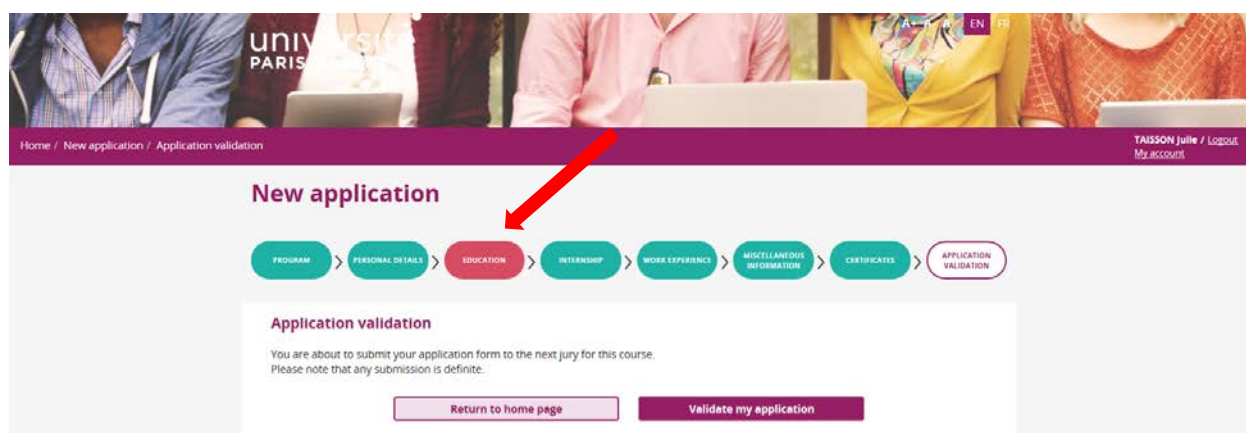 A+ A A- EN FR
université
PARIS
Home / New application / Application validation
TAISSON Julie / Logout
My account
New application
PROGRAM > PERSONAL DETAILS > EDUCATION > INTERNSHIP > WORK EXPERIENCE > MISCELLANEOUS INFORMATION > CERTIFICATES > APPLICATION VALIDATION
Application validation
You are about to submit your application form to the next jury for this course.
Please note that any submission is definite.
Return to home page
Validate my application